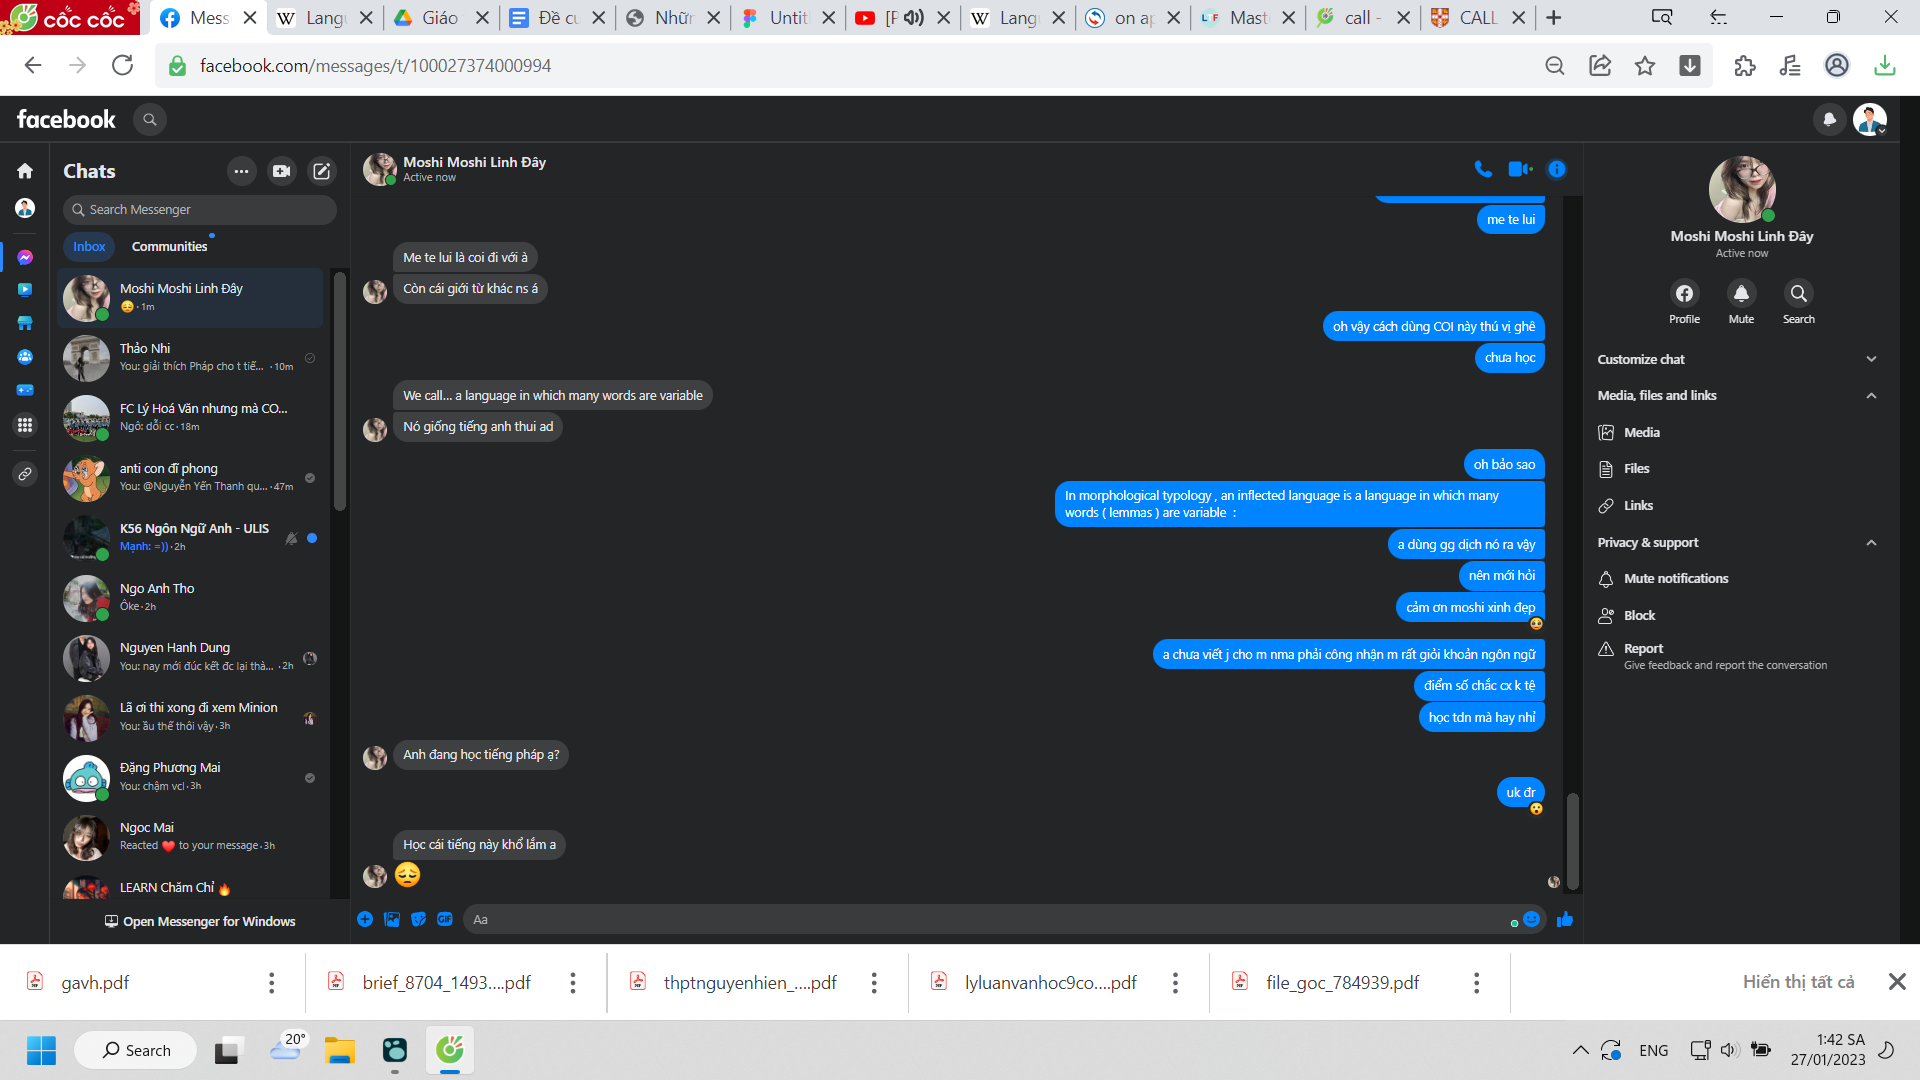 cốc cốc
Mess
Langu
Giáo
Đề cu
Nhữn
Untitl
[F
Langu
on ap
Mast
call -
CALL
facebook.com/messages/t/100027374000994
facebook
Chats
Search Messenger
Inbox
Communities
Moshi Moshi Linh Đây
😔 · 1m
Thảo Nhi
You: giải thích Pháp cho t tiế... · 10m
FC Lý Hoá Văn nhưng mà CO...
Ngô: dỗi cc · 18m
anti con đĩ phong
You: @Nguyễn Yến Thanh qu... · 47m
K56 Ngôn Ngữ Anh - ULIS
Mạnh: =)) · 2h
Ngo Anh Tho
Ôke · 2h
Nguyen Hanh Dung
You: nay mới đúc kết đc lại thà... · 2h
Lã ơi thi xong đi xem Minion
You: ầu thế thôi vậy · 3h
Đặng Phương Mai
You: chậm vcl · 3h
Ngoc Mai
Reacted ❤️ to your message · 3h
LEARN Chăm Chỉ 🔥
Open Messenger for Windows
Moshi Moshi Linh Đây
Active now
me te lui
Me te lui là coi đi với à
Còn cái giới từ khác ns á
oh vậy cách dùng COI này thú vị ghê
chưa học
We call... a language in which many words are variable
Nó giống tiếng anh thui ad
oh bảo sao
In morphological typology , an inflected language is a language in which many
words ( lemmas ) are variable :
a dùng gg dịch nó ra vậy
nên mới hỏi
cảm ơn moshi xinh đẹp
a chưa viết j cho m nma phải công nhận m rất giỏi khoản ngôn ngữ
điểm số chắc cx k tệ
học tdn mà hay nhỉ
Anh đang học tiếng pháp ạ?
uk đr
Học cái tiếng này khổ lắm a
😔
Aa
Moshi Moshi Linh Đây
Active now
Profile
Mute
Search
Customize chat
Media, files and links
Media
Files
Links
Privacy & support
Mute notifications
Block
Report
Give feedback and report the conversation
gavh.pdf
brief_8704_1493....pdf
thptnguyenhien_....pdf
lyluanvanhoc9co....pdf
file_goc_784939.pdf
Hiển thị tất cả
Search
20°
ENG
1:42 SA
27/01/2023